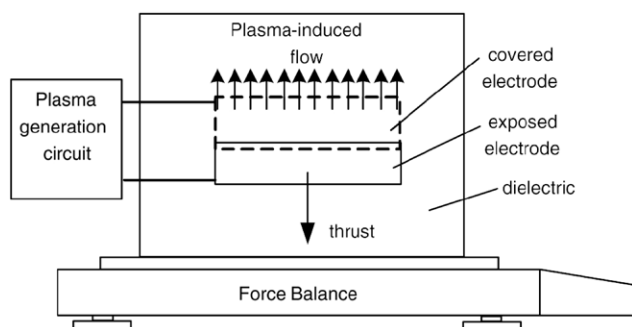 Plasma-induced
flow
covered
electrode
Plasma
generation
circuit
exposed
electrode
dielectric
thrust
Force Balance